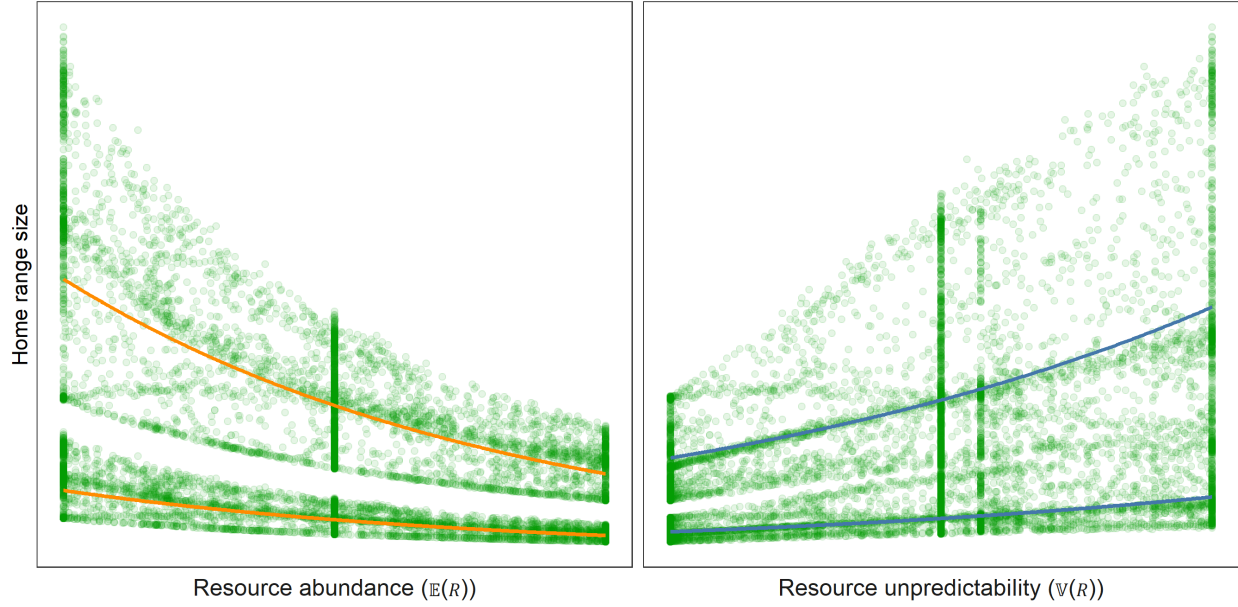 Home range size
Resource abundance (𝔼(R))
Resource unpredictability (𝕍(R))